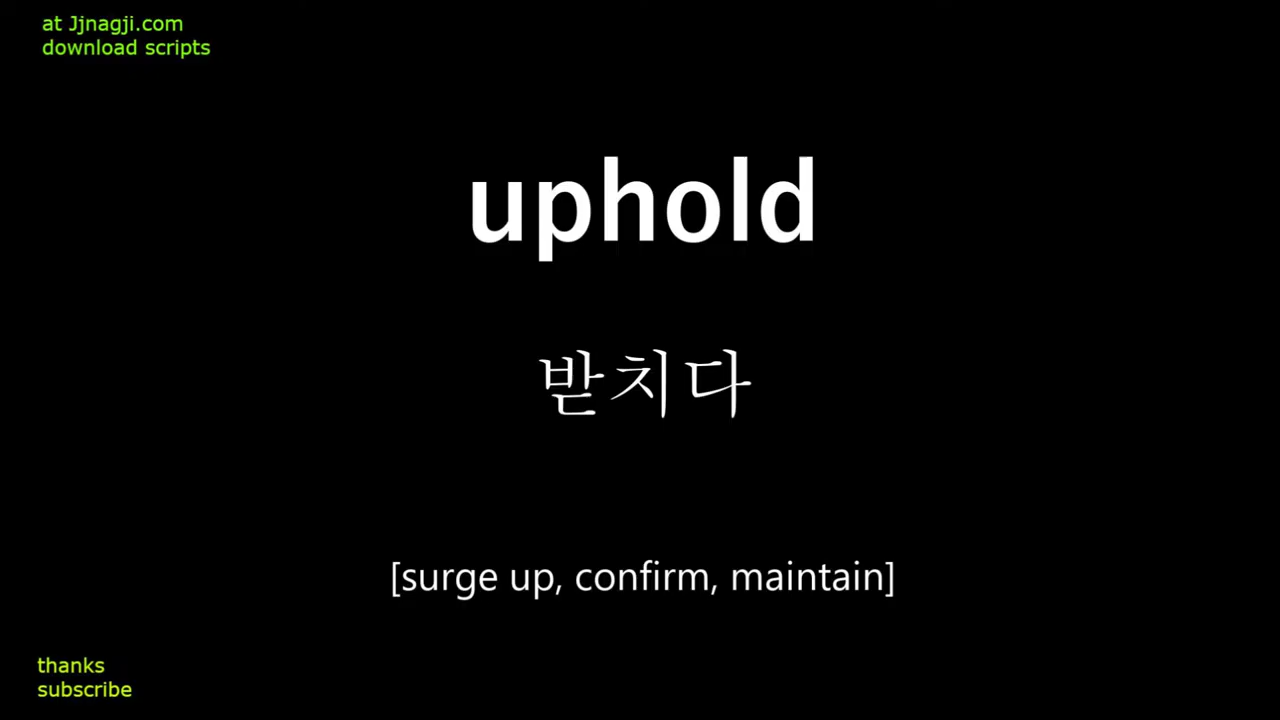 at Jjnagji.com
download scripts
uphold
받치다
[surge up, confirm, maintain]
thanks
subscribe